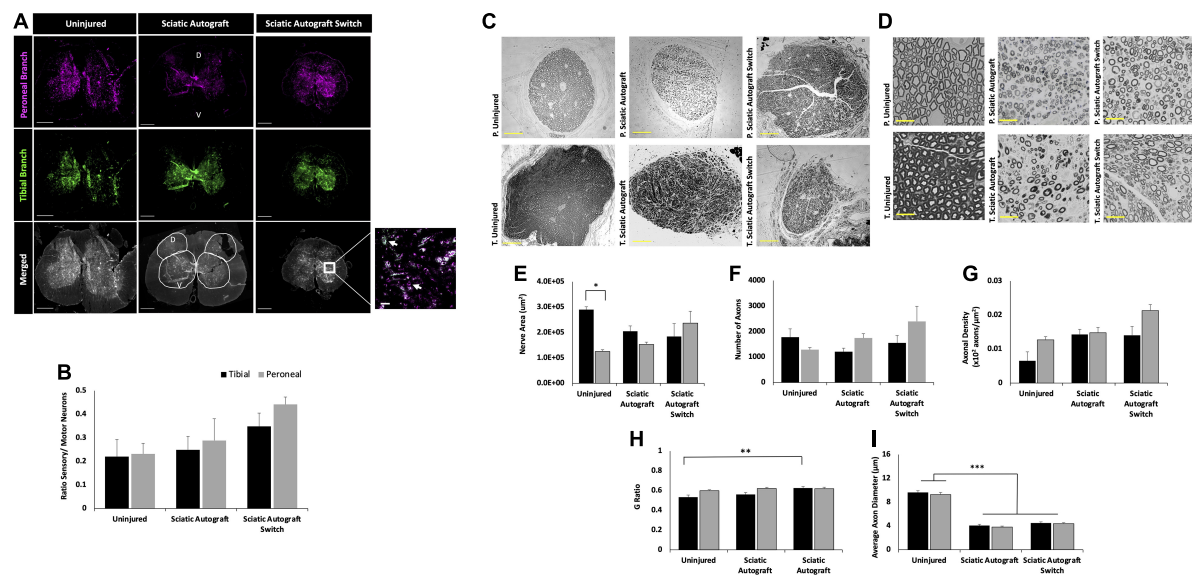 A
Uninjured
Sciatic Autograft
Sciatic Autograft Switch
Peroneal Branch
D
V
Tibial Branch
Merged
D
V
B
Tibial
Peroneal
Ratio Sensory/ Motor Neurons
0.5
0.4
0.3
0.2
0.1
0
Uninjured
Sciatic Autograft
Sciatic Autograft
Switch
C
P. Uninjured
P. Sciatic Autograft
P. Sciatic Autograft Switch
T. Uninjured
T. Sciatic Autograft
T. Sciatic Autograft Switch
D
P. Uninjured
P. Sciatic Autograft
P. Sciatic Autograft Switch
T. Uninjured
T. Sciatic Autograft
T. Sciatic Autograft Switch
E
Nerve Area (um²)
4.0E+05
3.0E+05
2.0E+05
1.0E+05
0.0E+00
*
Uninjured
Sciatic
Autograft
Sciatic
Autograft
Switch
F
Number of Axons
4000
3000
2000
1000
0
Uninjured
Sciatic
Autograft
Sciatic
Autograft
Switch
G
Axonal Density
(x10² axons/µm²)
0.03
0.02
0.01
0
Uninjured
Sciatic
Autograft
Sciatic
Autograft
Switch
H
G Ratio
1
0.8
0.6
0.4
0.2
0
**
Uninjured
Sciatic
Autograft
Sciatic
Autograft
I
Average Axon Diameter (µm)
16
12
8
4
0
***
Uninjured
Sciatic Autograft
Sciatic Autograft
Switch